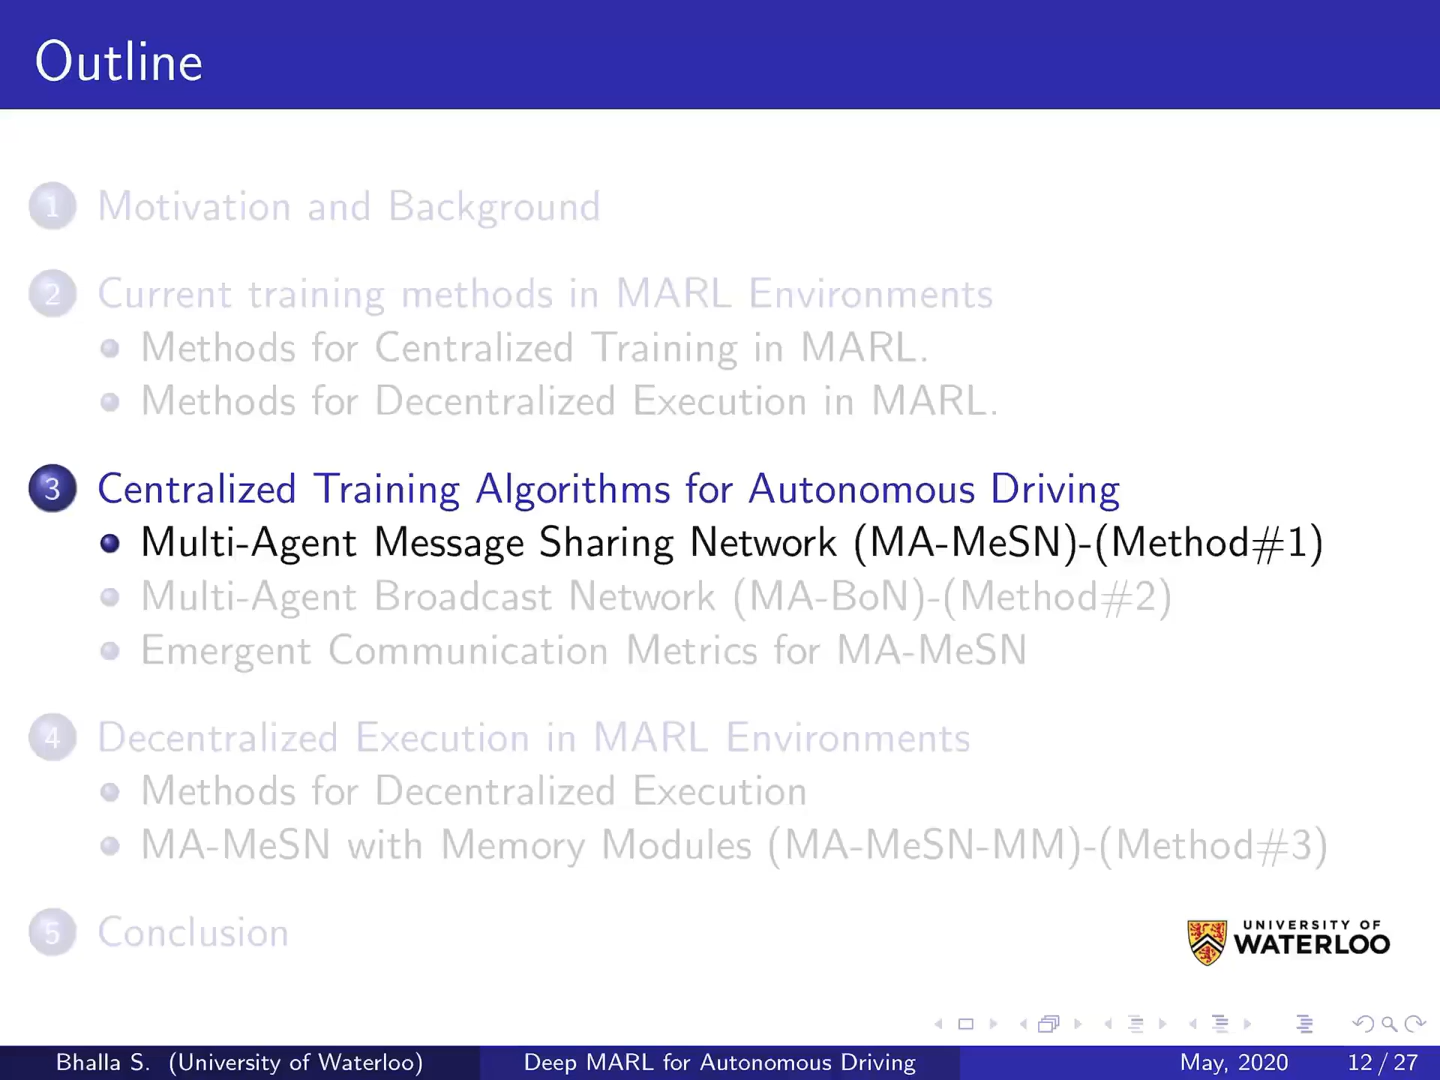 Outline
1 Motivation and Background
2 Current training methods in MARL Environments
Methods for Centralized Training in MARL.
Methods for Decentralized Execution in MARL.
3 Centralized Training Algorithms for Autonomous Driving
Multi-Agent Message Sharing Network (MA-MeSN)-(Method#1)
Multi-Agent Broadcast Network (MA-BoN)-(Method#2)
Emergent Communication Metrics for MA-MeSN
4 Decentralized Execution in MARL Environments
Methods for Decentralized Execution
MA-MeSN with Memory Modules (MA-MeSN-MM)-(Method#3)
5 Conclusion
UNIVERSITY OF
WATERLOO
Bhalla S. (University of Waterloo) Deep MARL for Autonomous Driving May, 2020 12 / 27